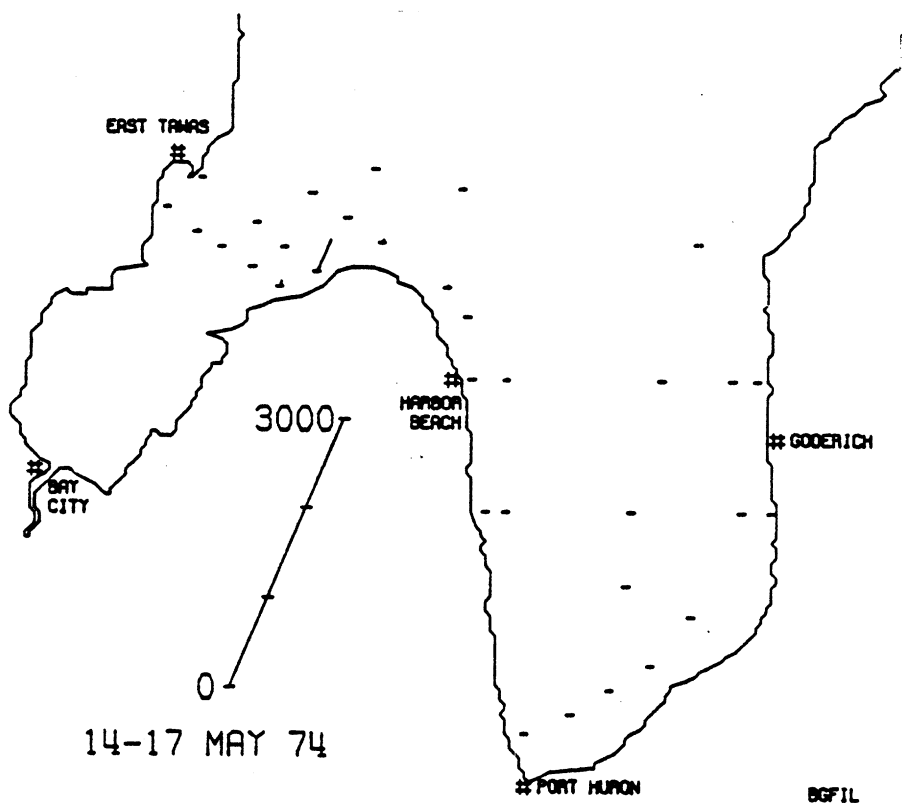 EAST TAWAS
3000
HARBOR
BEACH
# GODERICH
BAY
CITY
0
14-17 MAY 74
# PORT HURON
BGFIL